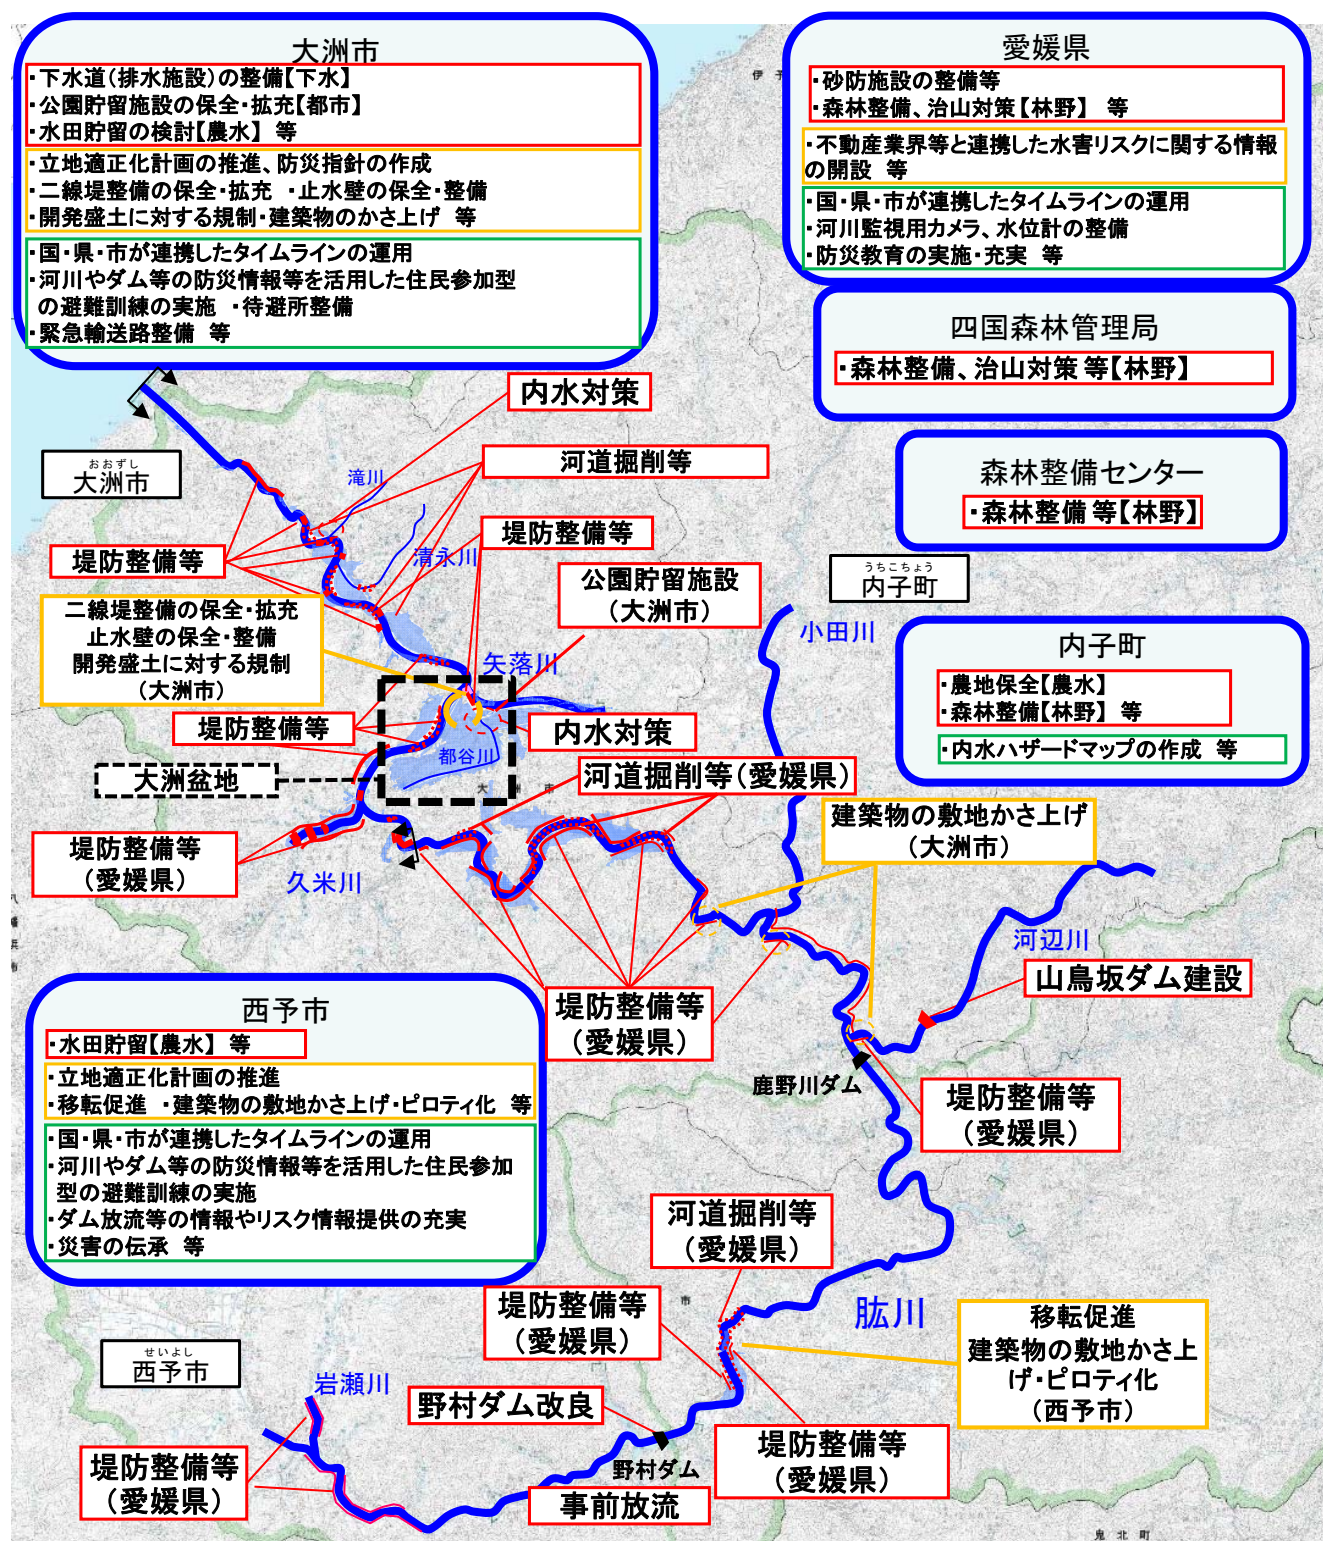 大洲市
・下水道(排水施設)の整備【下水】
・公園貯留施設の保全・拡充【都市】
・水田貯留の検討【農水】 等
・立地適正化計画の推進、防災指針の作成
・二線堤整備の保全・拡充 ・止水壁の保全・整備
・開発盛土に対する規制・建築物のかさ上げ 等
・国・県・市が連携したタイムラインの運用
・河川やダム等の防災情報等を活用した住民参加型
の避難訓練の実施 ・待避所整備
・緊急輸送路整備 等
愛媛県
・砂防施設の整備等
・森林整備、治山対策【林野】 等
・不動産業界等と連携した水害リスクに関する情報
の開設 等
・国・県・市が連携したタイムラインの運用
・河川監視用カメラ、水位計の整備
・防災教育の実施・充実 等
四国森林管理局
・森林整備、治山対策 等【林野】
森林整備センター
・森林整備 等【林野】
内子町
・農地保全【農水】
・森林整備【林野】 等
・内水ハザードマップの作成 等
西予市
・水田貯留【農水】 等
・立地適正化計画の推進
・移転促進 ・建築物の敷地かさ上げ・ピロティ化 等
・国・県・市が連携したタイムラインの運用
・河川やダム等の防災情報等を活用した住民参加
型の避難訓練の実施
・ダム放流等の情報やリスク情報提供の充実
・災害の伝承 等
伊 予
内水対策
おおずし
大洲市
滝川
河道掘削等
堤防整備等
清永川
堤防整備等
公園貯留施設
(大洲市)
うちこちょう
内子町
小田川
二線堤整備の保全・拡充
止水壁の保全・整備
開発盛土に対する規制
(大洲市)
矢落川
堤防整備等
内水対策
都谷川
大洲盆地
大 洲 市
河道掘削等(愛媛県)
建築物の敷地かさ上げ
(大洲市)
堤防整備等
(愛媛県)
久米川
八
幡
浜
市
河辺川
山鳥坂ダム建設
堤防整備等
(愛媛県)
鹿野川ダム
堤防整備等
(愛媛県)
河道掘削等
(愛媛県)
堤防整備等
(愛媛県)
市
肱川
移転促進
建築物の敷地かさ上
げ・ピロティ化
(西予市)
せいよし
西予市
岩瀬川
野村ダム改良
堤防整備等
(愛媛県)
堤防整備等
(愛媛県)
野村ダム
事前放流
鬼 北 町